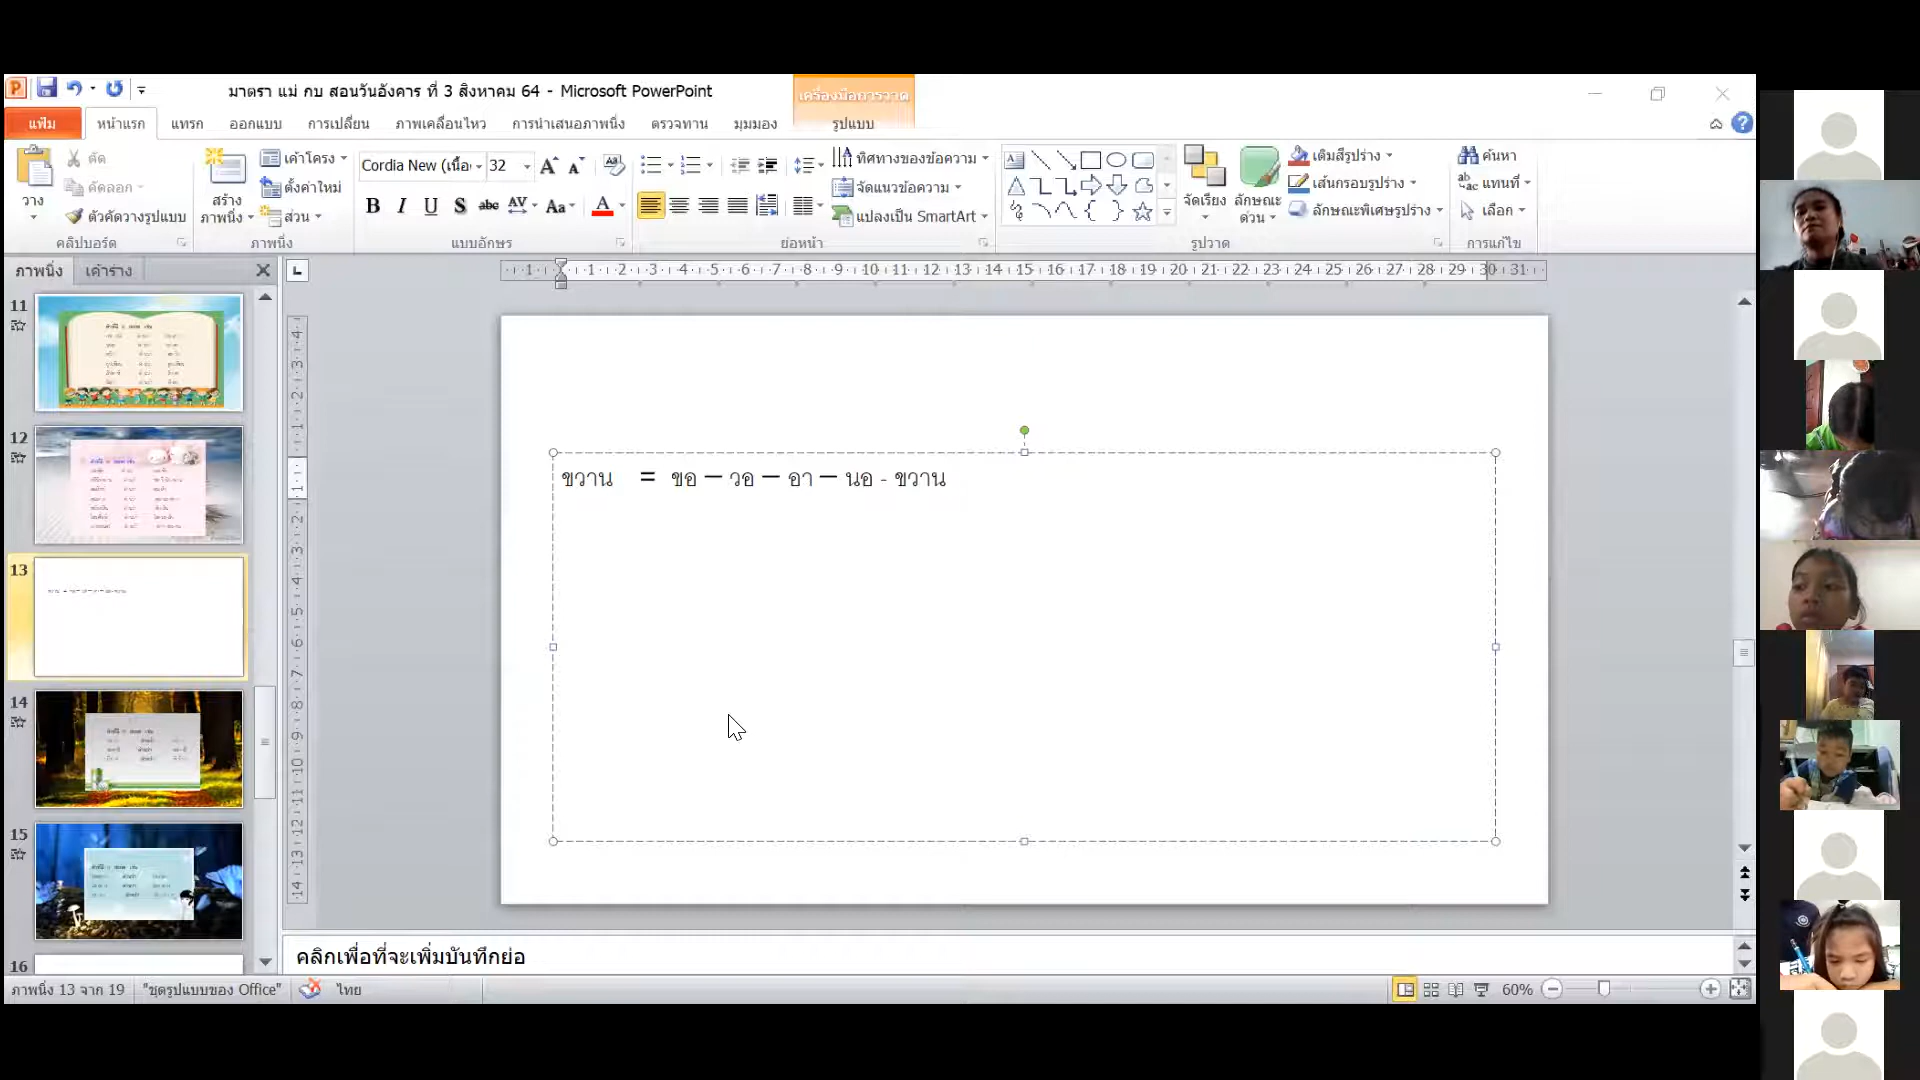 มาตรา แม่ กบ สอนวันอังคาร ที่ 3 สิงหาคม 64 - Microsoft PowerPoint
เครื่องมือการวาด
แฟ้ม หน้าแรก แทรก ออกแบบ การเปลี่ยน ภาพเคลื่อนไหว การนำเสนอภาพนิ่ง ตรวจทาน มุมมอง รูปแบบ
วาง ตัด คัดลอก ตัวคัดวางรูปแบบ
สร้างภาพนิ่ง เค้าโครง ตั้งค่าใหม่ ส่วน
Cordia New (เนื้อ 32
B I U S abc AV Aa A
ทิศทางของข้อความ
จัดแนวข้อความ
แปลงเป็น SmartArt
จัดเรียง ลักษณะด่วน
เติมสีรูปร่าง
เส้นกรอบรูปร่าง
ลักษณะพิเศษรูปร่าง
ค้นหา
แทนที่
เลือก
คลิปบอร์ด ภาพนิ่ง แบบอักษร ย่อหน้า รูปวาด การแก้ไข
ภาพนิ่ง เค้าร่าง
11
12
13
14
15
16
ขวาน = ขอ – วอ – อา – นอ - ขวาน
คลิกเพื่อที่จะเพิ่มบันทึกย่อ
ภาพนิ่ง 13 จาก 19 "ชุดรูปแบบของ Office" ไทย 60%